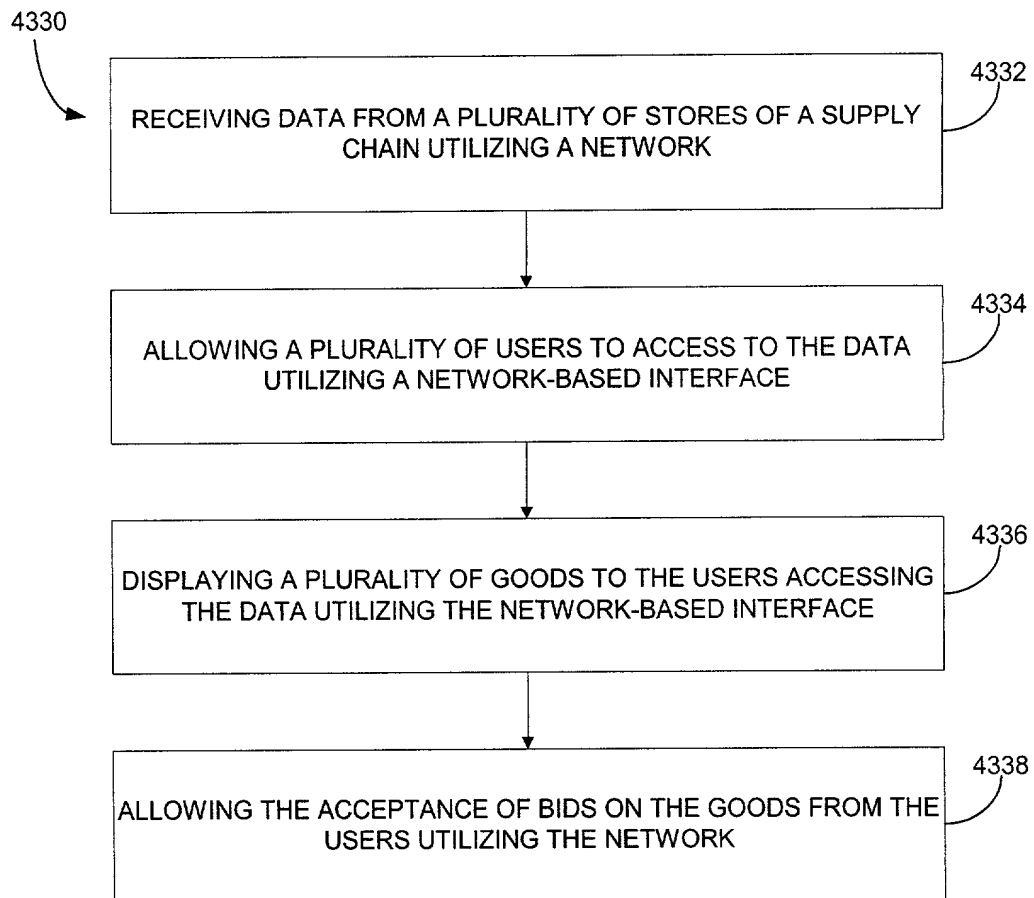 4330
4332
RECEIVING DATA FROM A PLURALITY OF STORES OF A SUPPLY
CHAIN UTILIZING A NETWORK
4334
ALLOWING A PLURALITY OF USERS TO ACCESS TO THE DATA
UTILIZING A NETWORK-BASED INTERFACE
4336
DISPLAYING A PLURALITY OF GOODS TO THE USERS ACCESSING
THE DATA UTILIZING THE NETWORK-BASED INTERFACE
4338
ALLOWING THE ACCEPTANCE OF BIDS ON THE GOODS FROM THE
USERS UTILIZING THE NETWORK